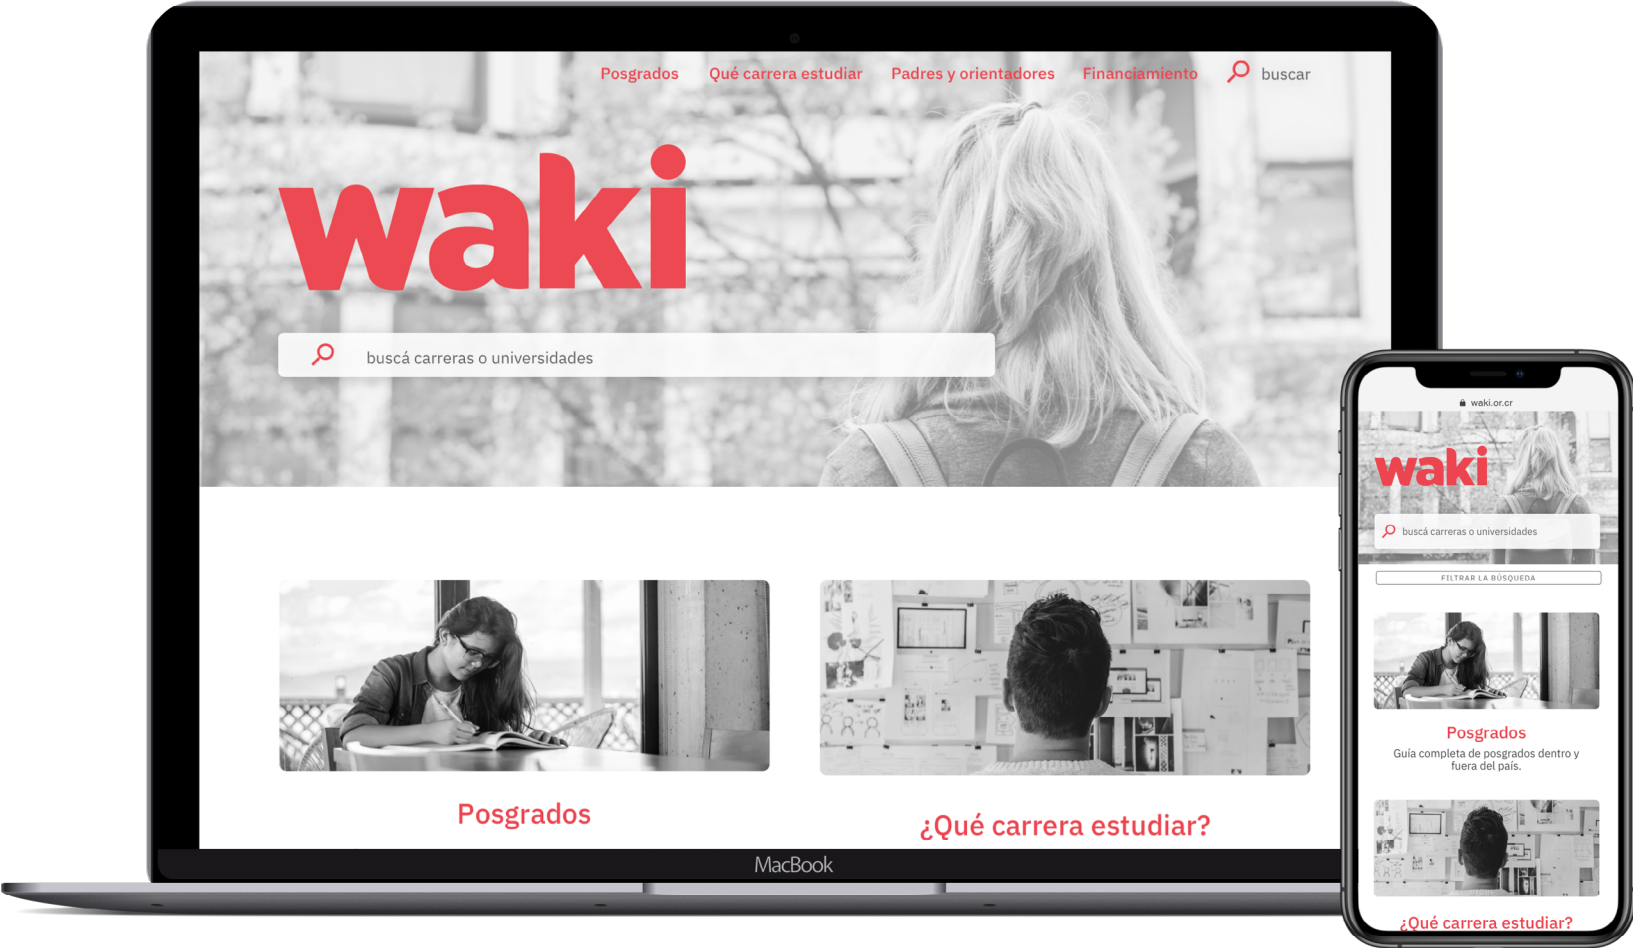 Posgrados Qué carrera estudiar Padres y orientadores Financiamiento buscar
waki
buscá carreras o universidades
Posgrados
¿Qué carrera estudiar?
MacBook
waki.or.cr
waki
buscá carreras o universidades
FILTRAR LA BÚSQUEDA
Posgrados
Guía completa de posgrados dentro y
fuera del país.
¿Qué carrera estudiar?